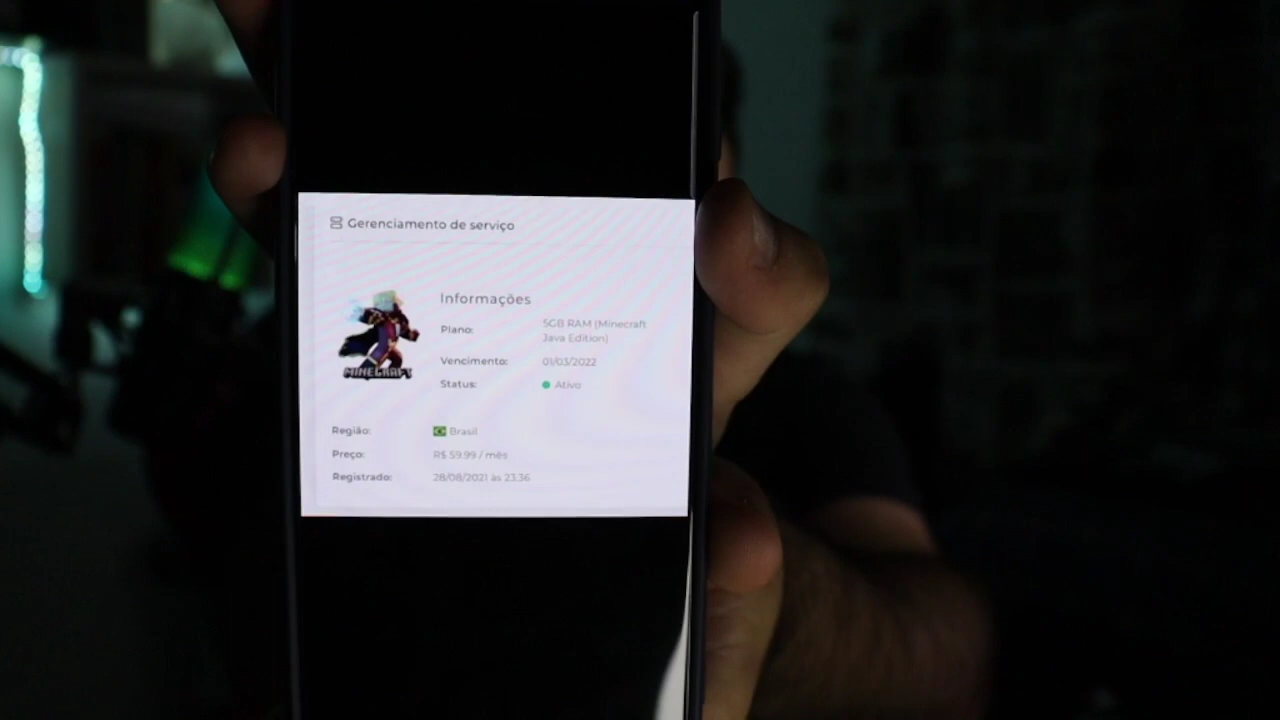 Gerenciamento de serviço
Informações
Plano: 5GB RAM (Minecraft
Java Edition)
Vencimento: 01/03/2022
Status: Ativo
MINECRAFT
Região: Brasil
Preço: R$ 59.99 / mês
Registrado: 28/08/2021 às 23:36